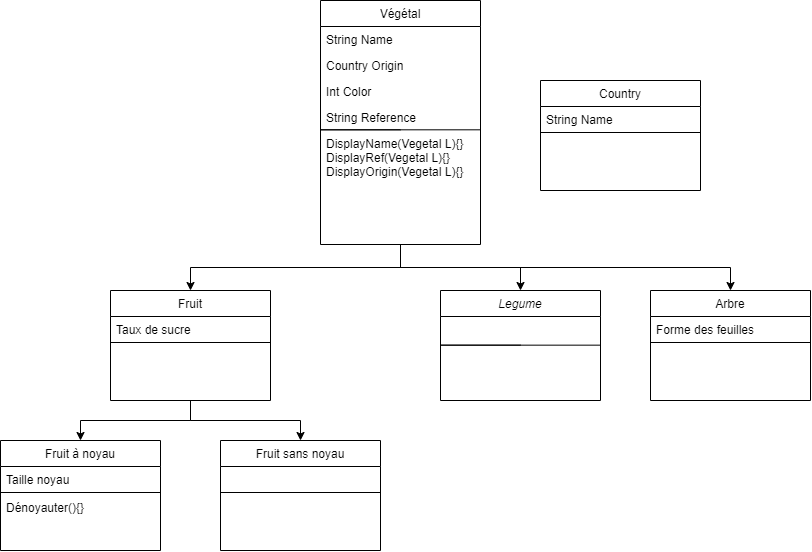 Végétal
String Name
Country Origin
Int Color
String Reference
DisplayName(Vegetal L){}
DisplayRef(Vegetal L){}
DisplayOrigin(Vegetal L){}
Country
String Name
Fruit
Taux de sucre
Legume
Arbre
Forme des feuilles
Fruit à noyau
Taille noyau
Dénoyauter(){}
Fruit sans noyau